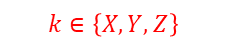 k ∈ {X, Y, Z}